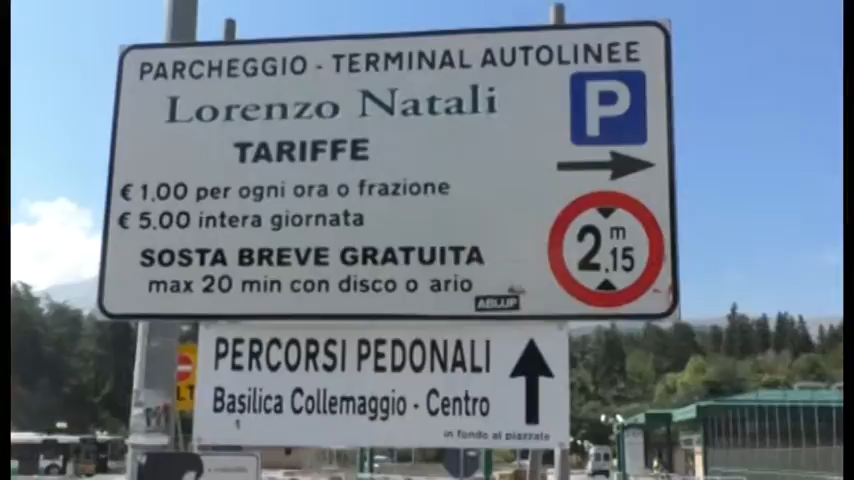 PARCHEGGIO - TERMINAL AUTOLINEE
Lorenzo Natali
P
TARIFFE
€ 1,00 per ogni ora o frazione
€ 5,00 intera giornata
SOSTA BREVE GRATUITA
max 20 min con disco o ario
2 m ,15
PERCORSI PEDONALI
Basilica Collemaggio - Centro
in fondo al piazzale